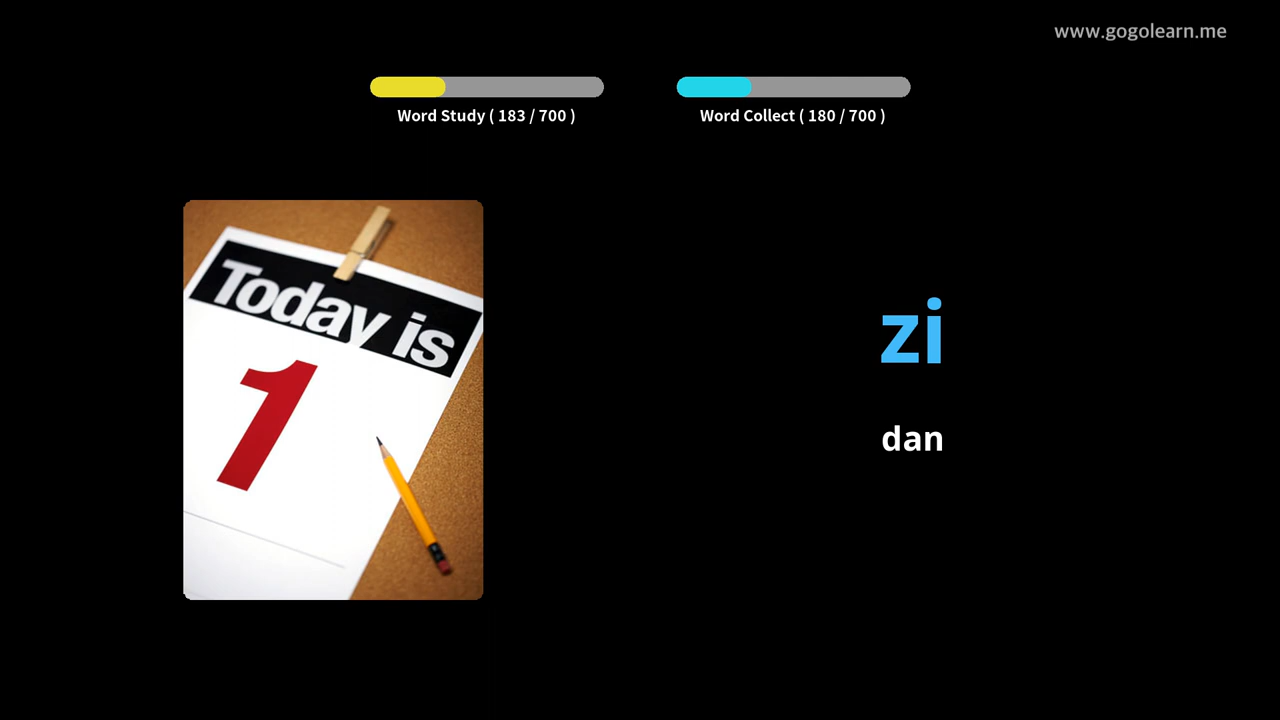 www.gogolearn.me
Word Study ( 183 / 700 )
Word Collect ( 180 / 700 )
Today is
1
zi
dan